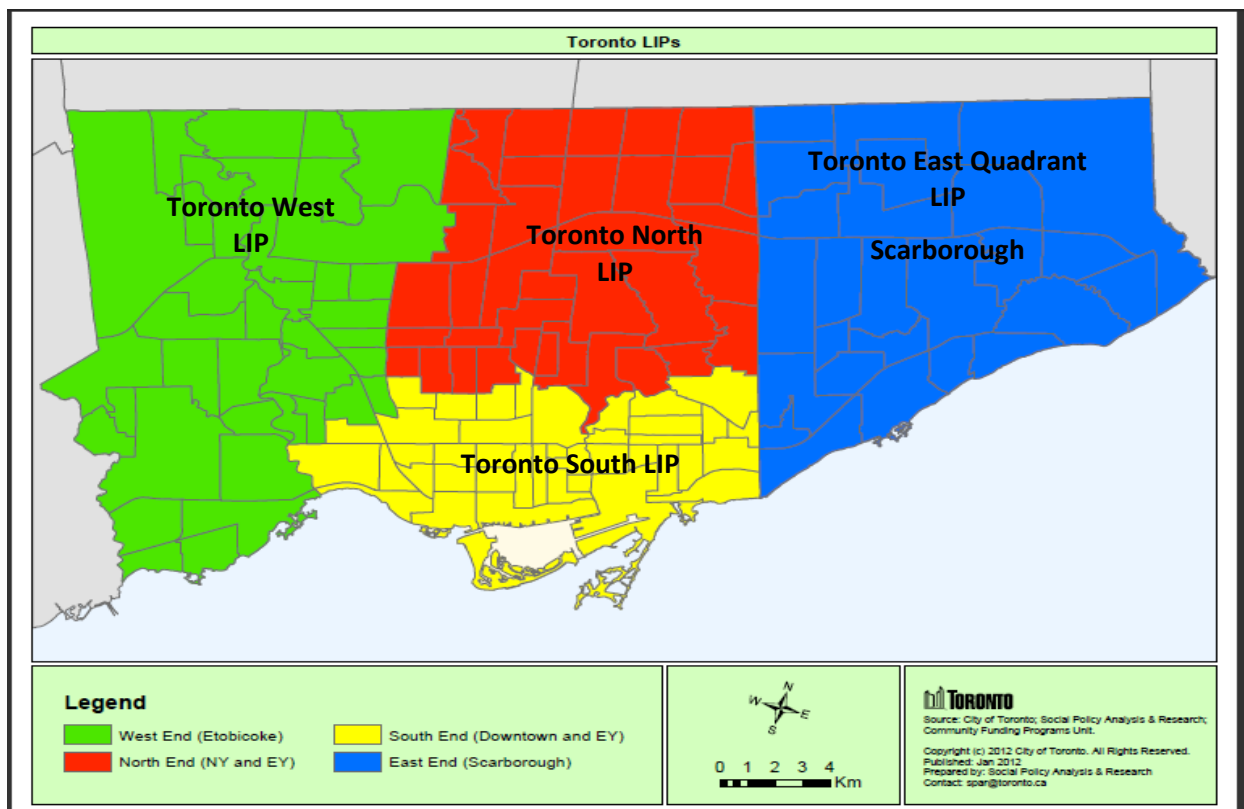 Toronto LIPs
Toronto West
LIP
Toronto North
LIP
Toronto East Quadrant
LIP
Scarborough
Toronto South LIP
Legend
West End (Etobicoke)
North End (NY and EY)
South End (Downtown and EY)
East End (Scarborough)
N
W
E
S
0 1 2 3 4
Km
TORONTO
Source: City of Toronto; Social Policy Analysis & Research;
Community Funding Programs Unit.
Copyright (c) 2012 City of Toronto. All Rights Reserved.
Published: Jan 2012
Prepared by: Social Policy Analysis & Research
Contact: spar@toronto.ca